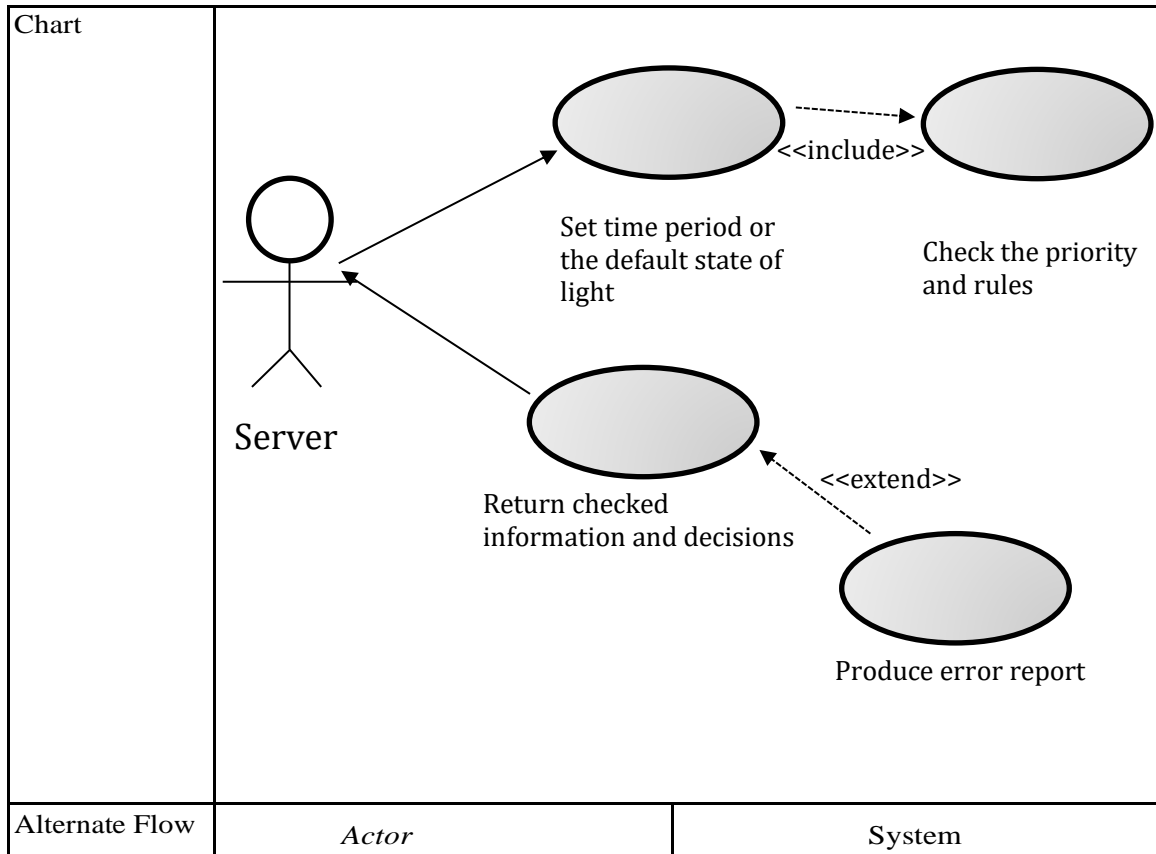 Chart
<<include>>
Set time period or
the default state of
light
Check the priority
and rules
Server
<<extend>>
Return checked
information and decisions
Produce error report
Alternate Flow
Actor
System